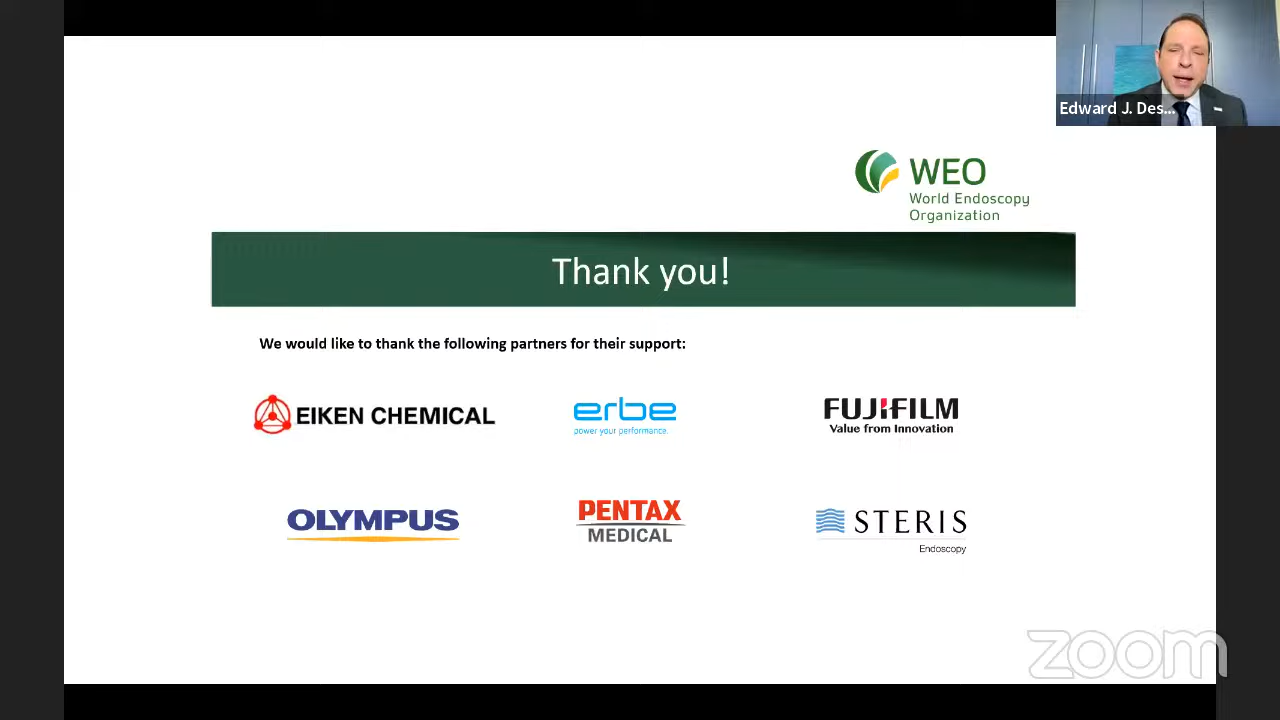 Edward J. Des...
WEO
World Endoscopy
Organization
Thank you!
We would like to thank the following partners for their support:
EIKEN CHEMICAL
erbe
power your performance.
FUJIFILM
Value from Innovation
OLYMPUS
PENTAX
MEDICAL
STERIS
Endoscopy
zoom